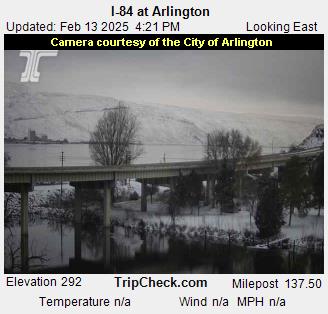 I-84 at Arlington
Updated: Feb 13 2025 4:21 PM Looking East
Camera courtesy of the City of Arlington
Elevation 292 TripCheck.com Milepost 137.50
Temperature n/a Wind n/a MPH n/a